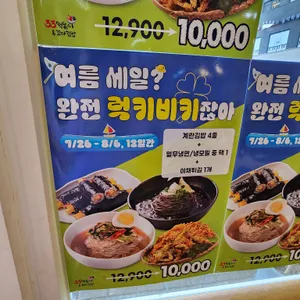 12,900 10,000
여름 세일?
완전 럭키비키잖아
7/26 - 8/6, 12일간
계란김밥 4줄
+
열무냉면/냉모밀 중 택 1
+
야채튀김 1개
12,900 10,000
12,900